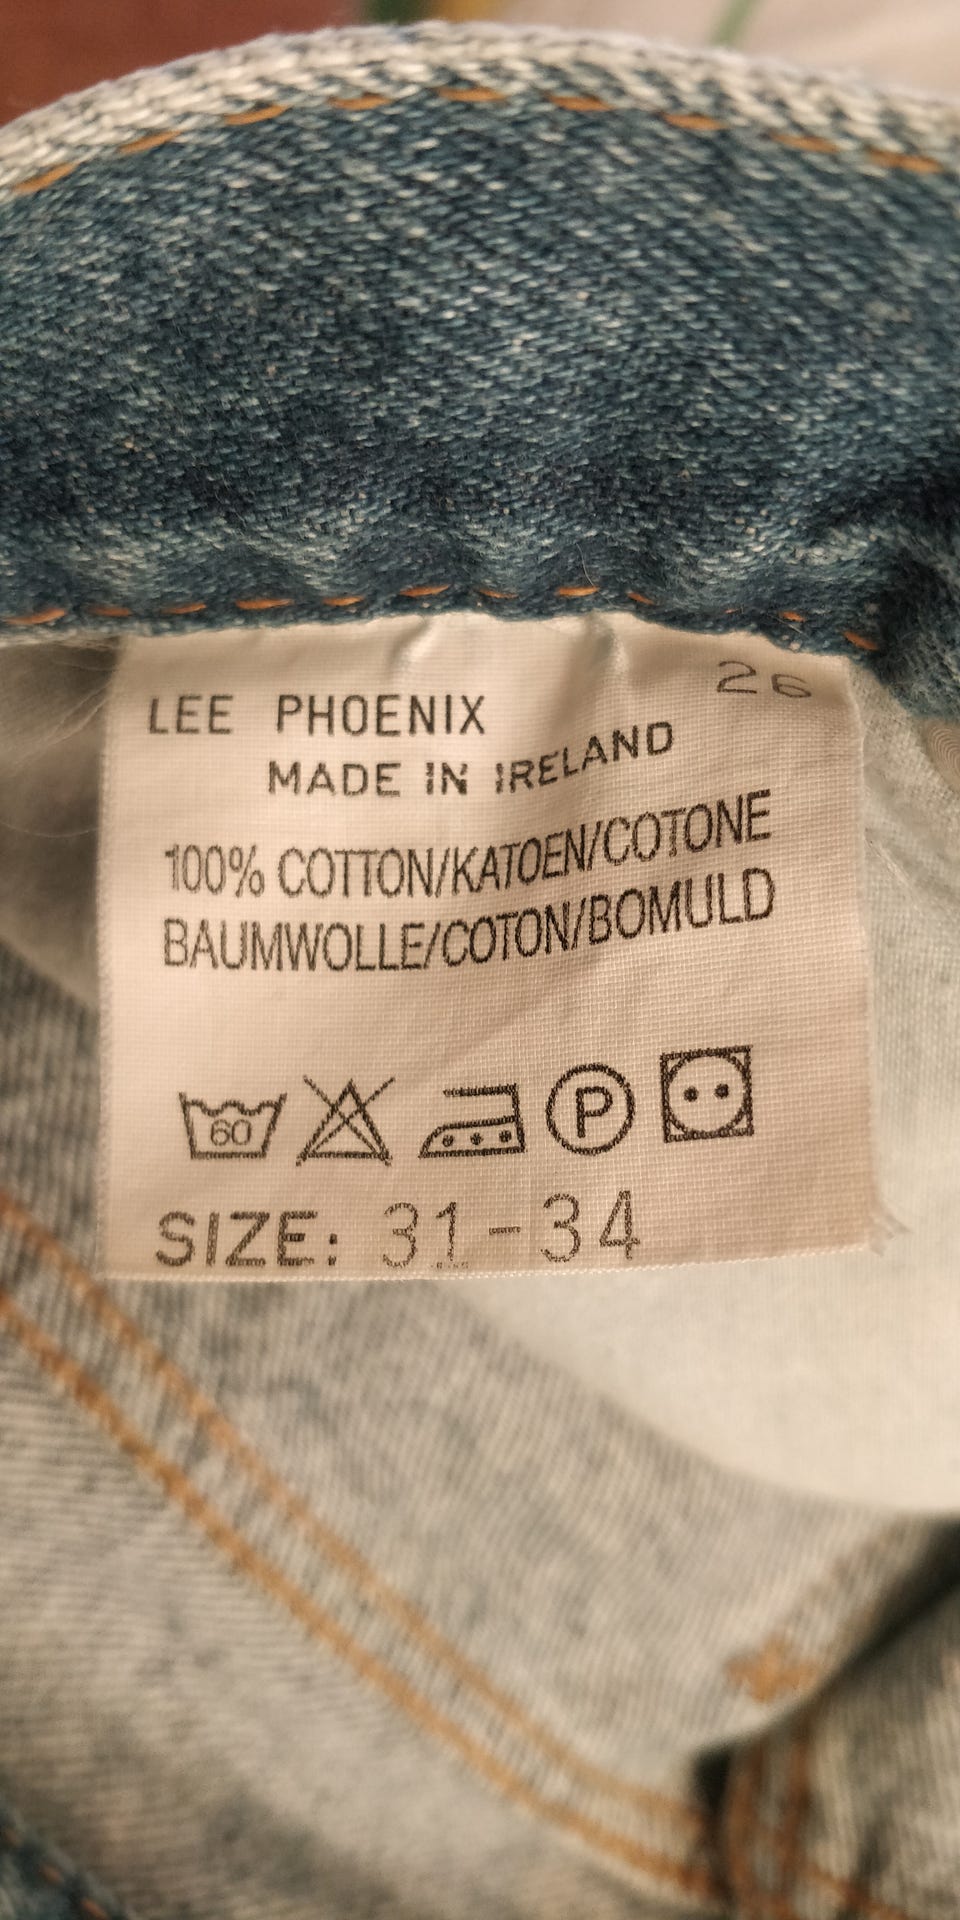 26
LEE PHOENIX
MADE IN IRELAND
100% COTTON/KATOEN/COTONE
BAUMWOLLE/COTON/BOMULD
60 P
SIZE: 31-34